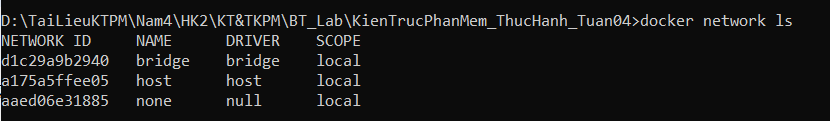 D:\TaiLieuKTPM\Nam4\HK2\KT&TKPM\BT_Lab\KienTrucPhanMem_ThucHanh_Tuan04>docker network ls
NETWORK ID     NAME      DRIVER    SCOPE
d1c29a9b2940   bridge    bridge    local
a175a5ffee05   host      host      local
aaed06e31885   none      null      local